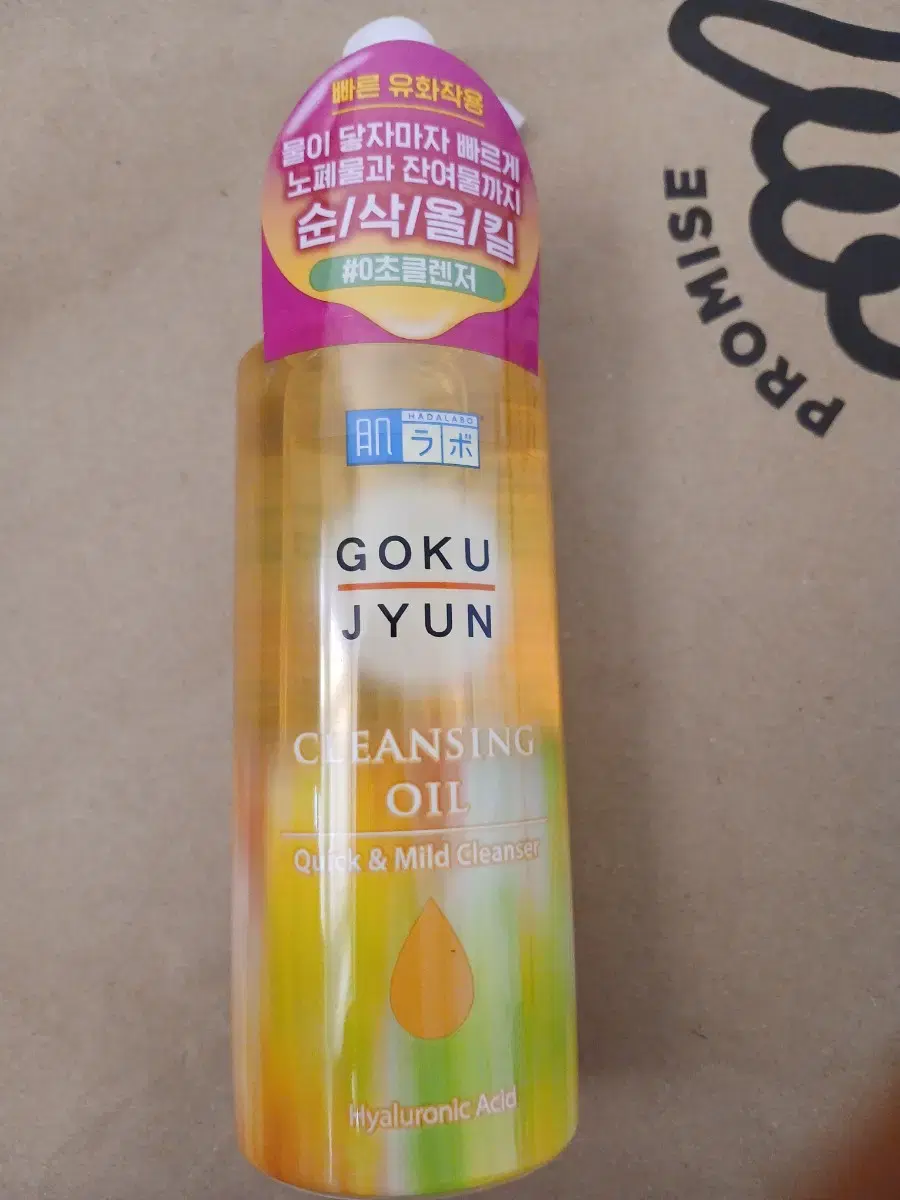 빠른 유화작용
물이 닿자마자 빠르게
노폐물과 잔여물까지
순/삭/올/킬
#0초클렌저
HADALABO
肌ラボ
GOKU
JYUN
CLEANSING
OIL
Quick & Mild Cleanser
Hyaluronic Acid
PROMISE